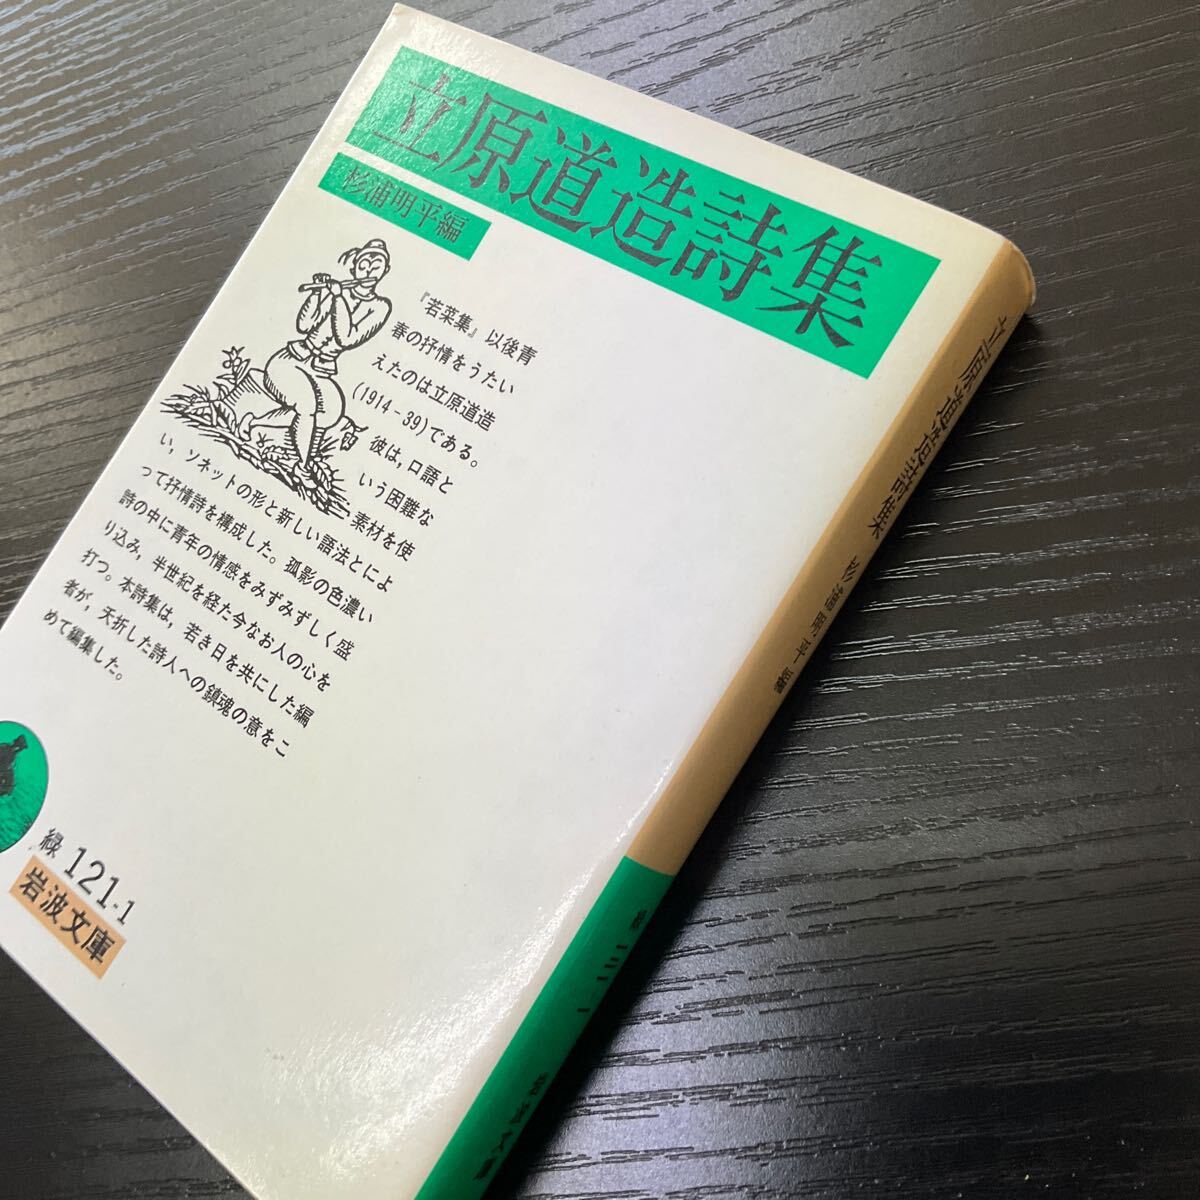 立原道造詩集
杉浦明平編
『若菜集』以後青
春の抒情をうたい
えたのは立原道造
(1914-39)である。
彼は，口語と
いう困難な
素材を使
い，ソネットの形と新しい語法とによ
って抒情詩を構成した。孤影の色濃い
詩の中に青年の情感をみずみずしく盛
り込み，半世紀を経た今なお人の心を
打つ。本詩集は，若き日を共にした編
者が，夭折した詩人への鎮魂の意をこ
めて編集した。
緑 121-1
岩波文庫
立原道造詩集 杉浦明平編
緑 121-1
岩波文庫